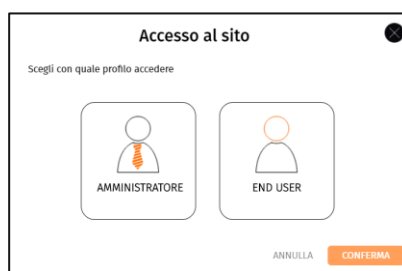 Accesso al sito
Scegli con quale profilo accedere
AMMINISTRATORE
END USER
ANNULLA
CONFERMA